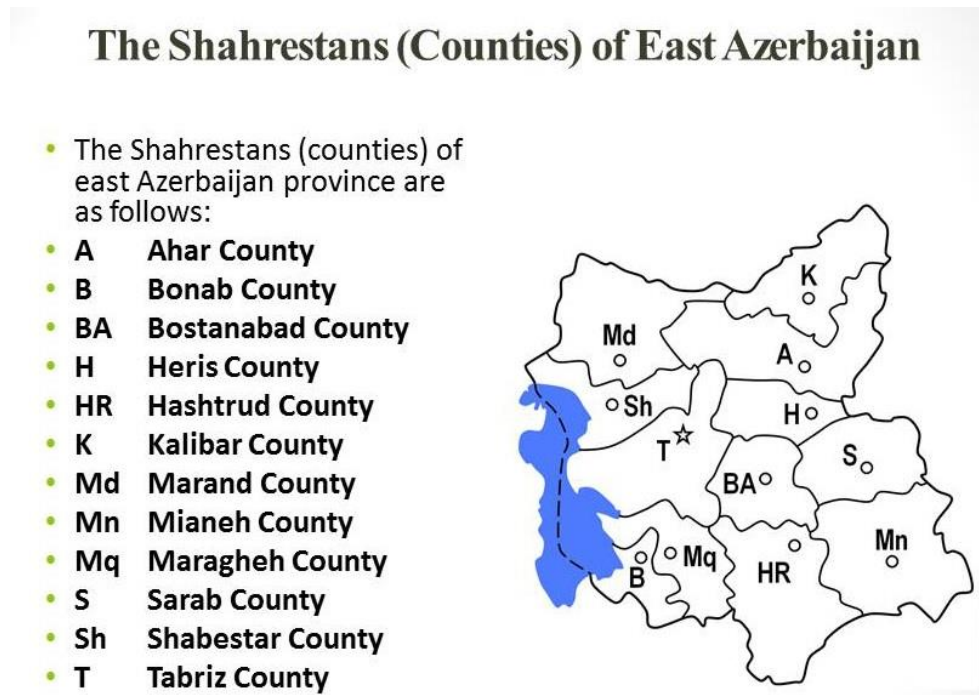 The Shahrestans (Counties) of East Azerbaijan
• The Shahrestans (counties) of
east Azerbaijan province are
as follows:
• A Ahar County
• B Bonab County
• BA Bostanabad County
• H Heris County
• HR Hashtrud County
• K Kalibar County
• Md Marand County
• Mn Mianeh County
• Mq Maragheh County
• S Sarab County
• Sh Shabestar County
• T Tabriz County
K
Md
A
Sh
H
T
S
BA
Mn
Mq
B
HR